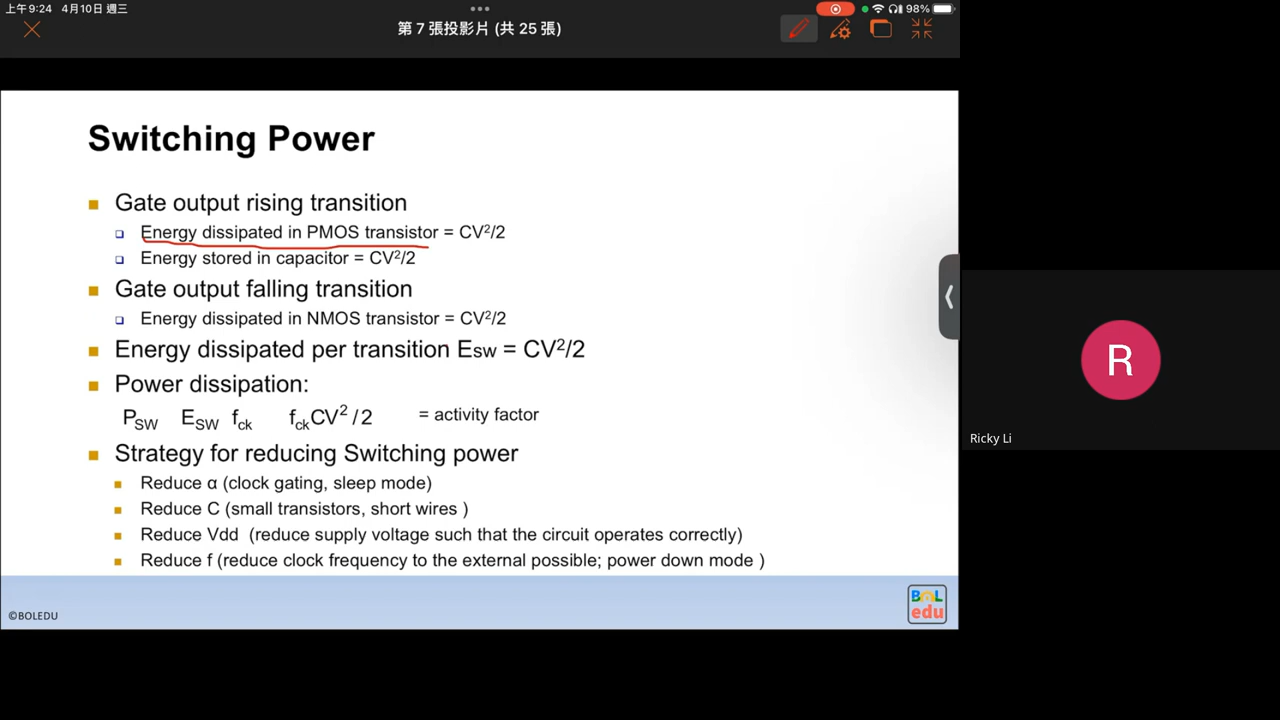 上午9:24 4月10日 週三
98%
第 7 張投影片 (共 25 張)
Switching Power
Gate output rising transition
Energy dissipated in PMOS transistor = CV²/2
Energy stored in capacitor = CV²/2
Gate output falling transition
Energy dissipated in NMOS transistor = CV²/2
Energy dissipated per transition Esw = CV²/2
Power dissipation:
P_SW E_SW f_ck f_ckCV²/2 = activity factor
Strategy for reducing Switching power
Reduce α (clock gating, sleep mode)
Reduce C (small transistors, short wires )
Reduce Vdd (reduce supply voltage such that the circuit operates correctly)
Reduce f (reduce clock frequency to the external possible; power down mode )
©BOLEDU
BOL
edu
R
Ricky Li